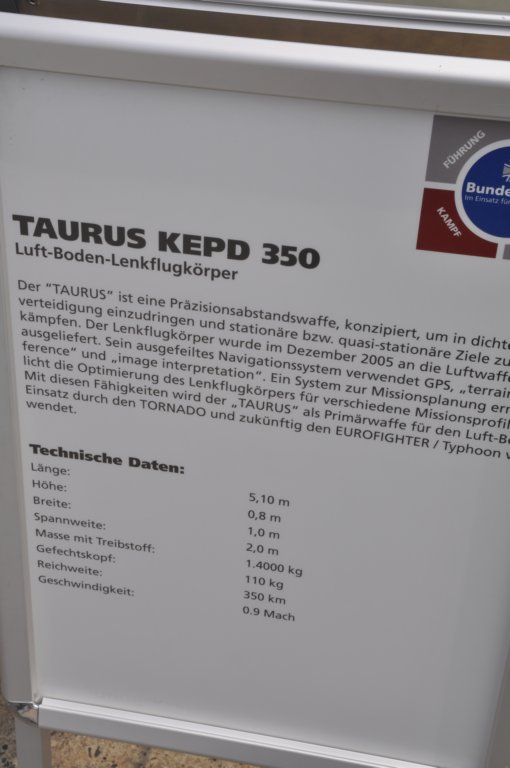 FÜHRUNG
KAMPF
Bunde
Im Einsatz für
TAURUS KEPD 350
Luft-Boden-Lenkflugkörper
Der "TAURUS" ist eine Präzisionsabstandswaffe, konzipiert, um in dichte
verteidigung einzudringen und stationäre bzw. quasi-stationäre Ziele zu
kämpfen. Der Lenkflugkörper wurde im Dezember 2005 an die Luftwaffe
ausgeliefert. Sein ausgefeiltes Navigationssystem verwendet GPS, „terrain
ference" und „image interpretation". Ein System zur Missionsplanung erm
licht die Optimierung des Lenkflugkörpers für verschiedene Missionsprofil
Mit diesen Fähigkeiten wird der „TAURUS" als Primärwaffe für den Luft-Bo
Einsatz durch den TORNADO und zukünftig den EUROFIGHTER / Typhoon v
wendet.
Technische Daten:
Länge: 5,10 m
Höhe: 0,8 m
Breite: 1,0 m
Spannweite: 2,0 m
Masse mit Treibstoff: 1.4000 kg
Gefechtskopf: 110 kg
Reichweite: 350 km
Geschwindigkeit: 0.9 Mach